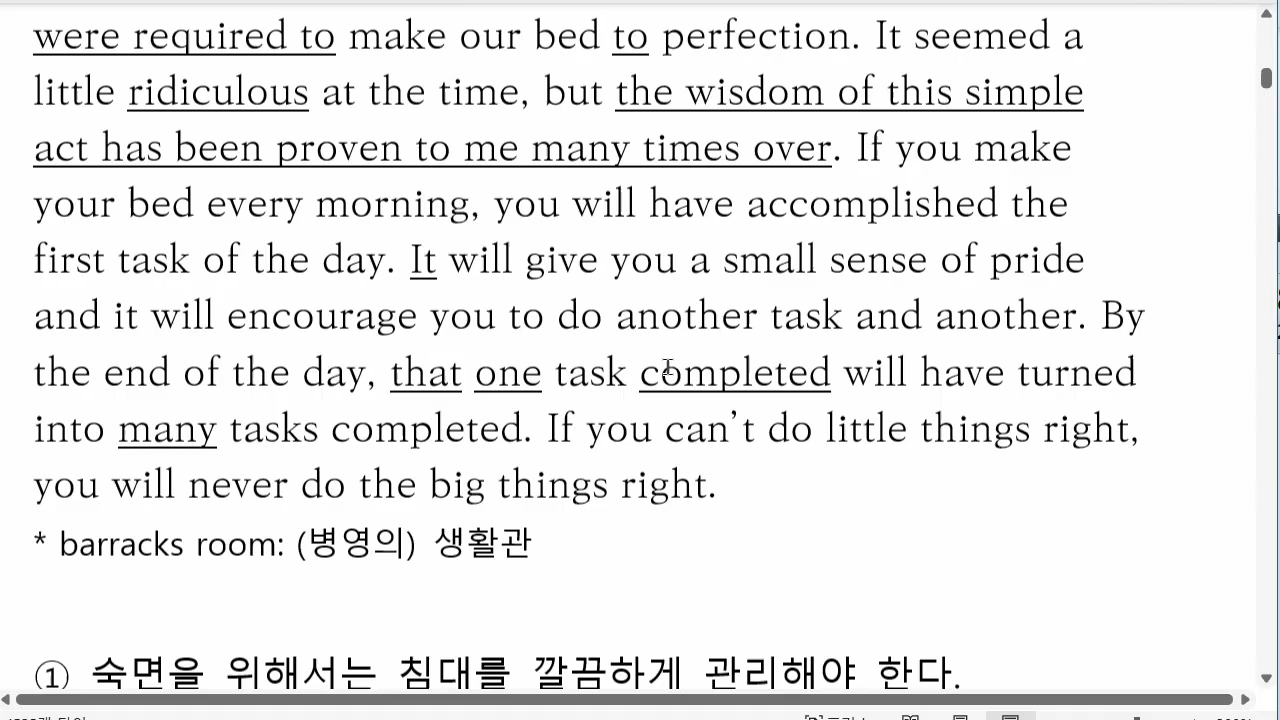 were required to make our bed to perfection. It seemed a
little ridiculous at the time, but the wisdom of this simple
act has been proven to me many times over. If you make
your bed every morning, you will have accomplished the
first task of the day. It will give you a small sense of pride
and it will encourage you to do another task and another. By
the end of the day, that one task completed will have turned
into many tasks completed. If you can’t do little things right,
you will never do the big things right.
* barracks room: (병영의) 생활관
① 숙면을 위해서는 침대를 깔끔하게 관리해야 한다.